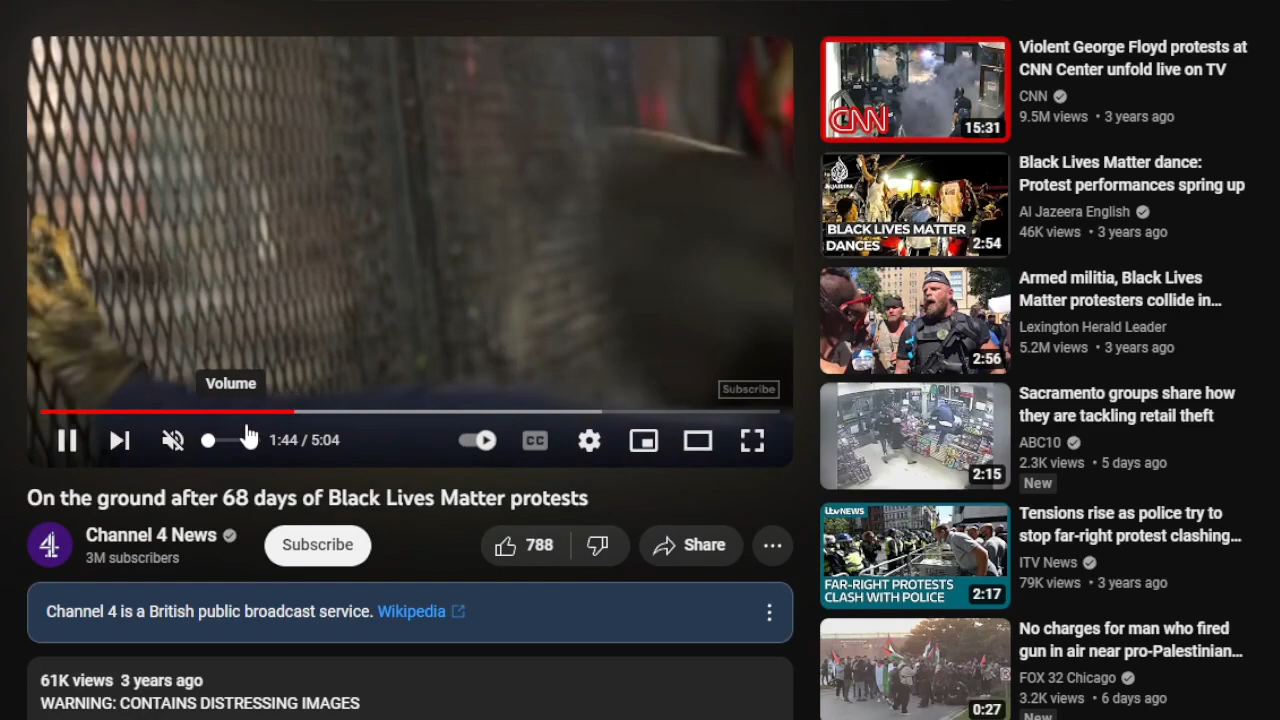 Volume
Subscribe
1:44 / 5:04
CC
On the ground after 68 days of Black Lives Matter protests
4
Channel 4 News
3M subscribers
Subscribe
788
Share
Channel 4 is a British public broadcast service. Wikipedia
61K views 3 years ago
WARNING: CONTAINS DISTRESSING IMAGES
CNN
15:31
Violent George Floyd protests at
CNN Center unfold live on TV
CNN
9.5M views • 3 years ago
ALJAZEERA
BLACK LIVES MATTER
DANCES
2:54
Black Lives Matter dance:
Protest performances spring up
Al Jazeera English
46K views • 3 years ago
2:56
Armed militia, Black Lives
Matter protesters collide in...
Lexington Herald Leader
5.2M views • 3 years ago
2:15
Sacramento groups share how
they are tackling retail theft
ABC10
2.3K views • 5 days ago
New
itv NEWS
FAR-RIGHT PROTESTS
CLASH WITH POLICE
2:17
Tensions rise as police try to
stop far-right protest clashing...
ITV News
79K views • 3 years ago
0:27
No charges for man who fired
gun in air near pro-Palestinian...
FOX 32 Chicago
3.2K views • 6 days ago
New